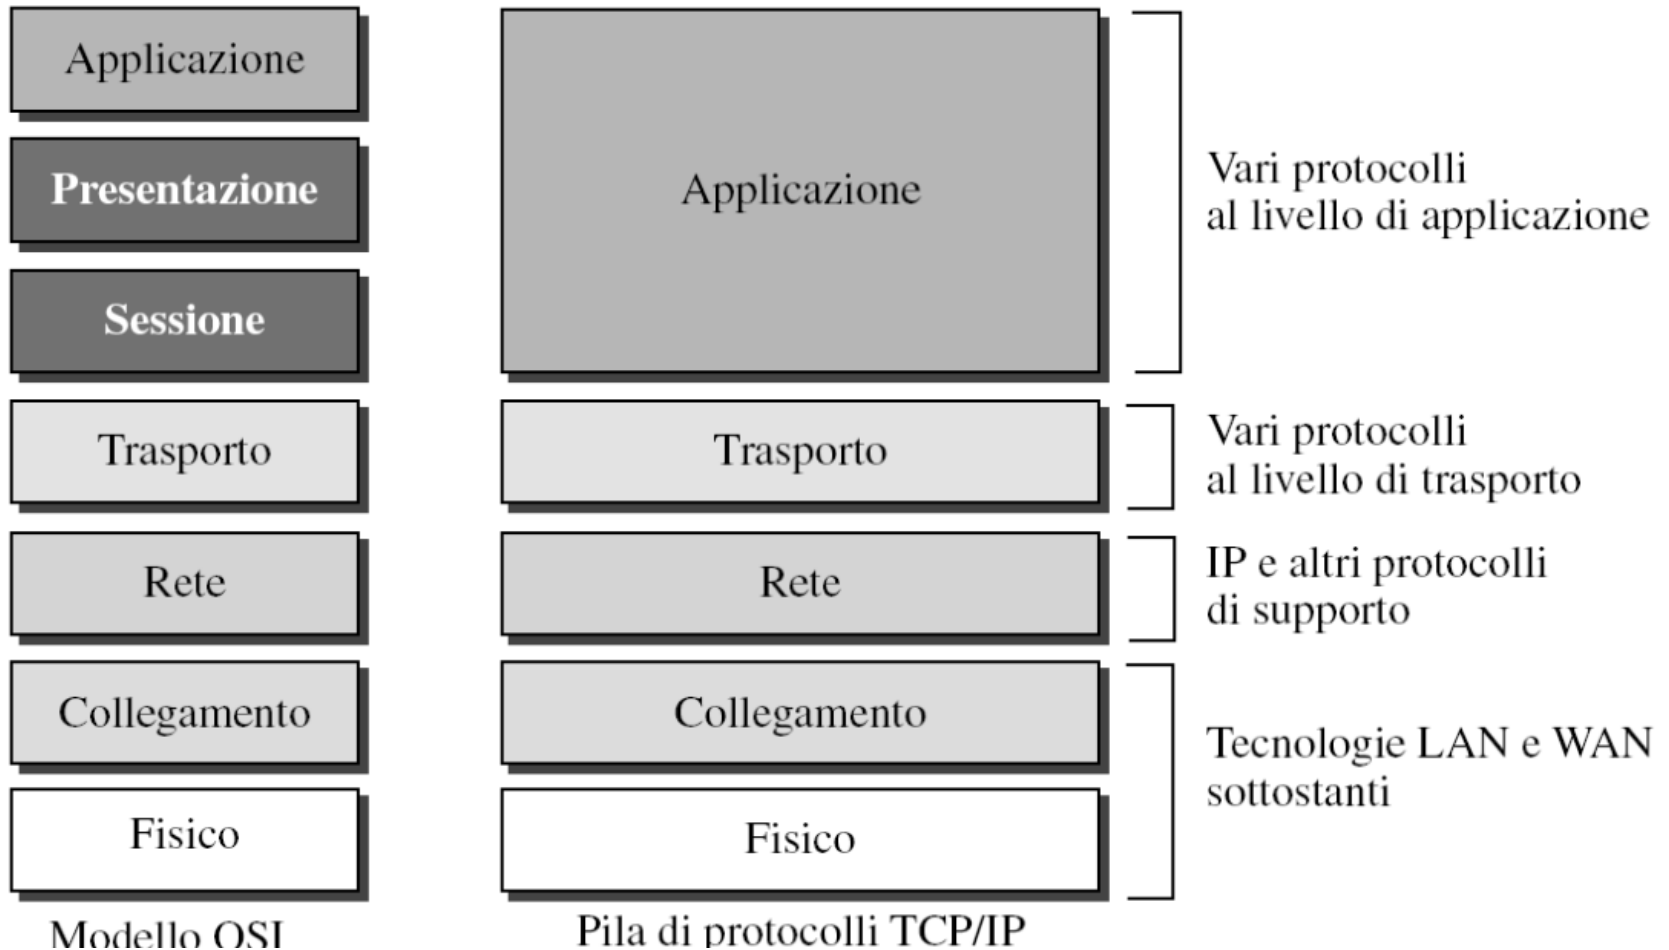 Applicazione
Presentazione
Sessione
Trasporto
Rete
Collegamento
Fisico
Modello OSI
Applicazione
Trasporto
Rete
Collegamento
Fisico
Pila di protocolli TCP/IP
Vari protocolli
al livello di applicazione
Vari protocolli
al livello di trasporto
IP e altri protocolli
di supporto
Tecnologie LAN e WAN
sottostanti